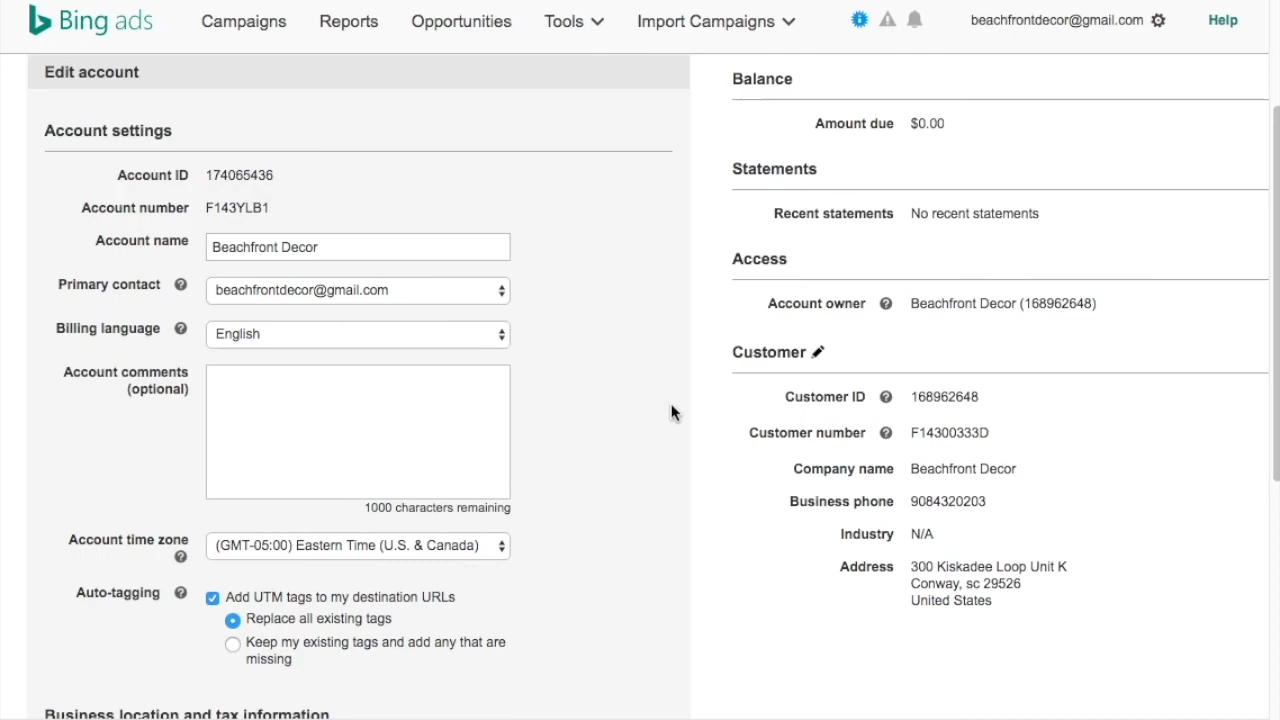 Bing ads
Campaigns
Reports
Opportunities
Tools
Import Campaigns
beachfrontdecor@gmail.com
Help
Edit account
Account settings
Account ID 174065436
Account number F143YLB1
Account name Beachfront Decor
Primary contact beachfrontdecor@gmail.com
Billing language English
Account comments
(optional)
1000 characters remaining
Account time zone (GMT-05:00) Eastern Time (U.S. & Canada)
Auto-tagging Add UTM tags to my destination URLs
Replace all existing tags
Keep my existing tags and add any that are
missing
Business location and tax information
Balance
Amount due $0.00
Statements
Recent statements No recent statements
Access
Account owner Beachfront Decor (168962648)
Customer
Customer ID 168962648
Customer number F14300333D
Company name Beachfront Decor
Business phone 9084320203
Industry N/A
Address 300 Kiskadee Loop Unit K
Conway, sc 29526
United States